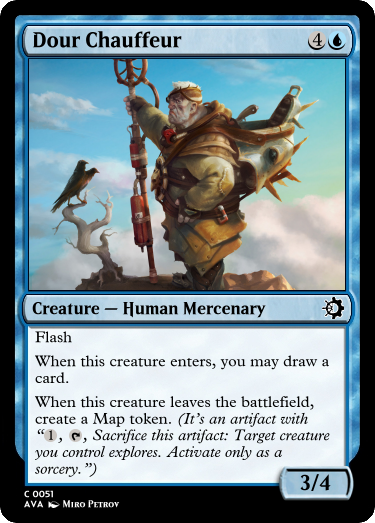 Dour Chauffeur
4
Creature — Human Mercenary
Flash
When this creature enters, you may draw a
card.
When this creature leaves the battlefield,
create a Map token. (It's an artifact with
“1, , Sacrifice this artifact: Target creature
you control explores. Activate only as a
sorcery.”)
3/4
C 0051
AVA Miro Petrov